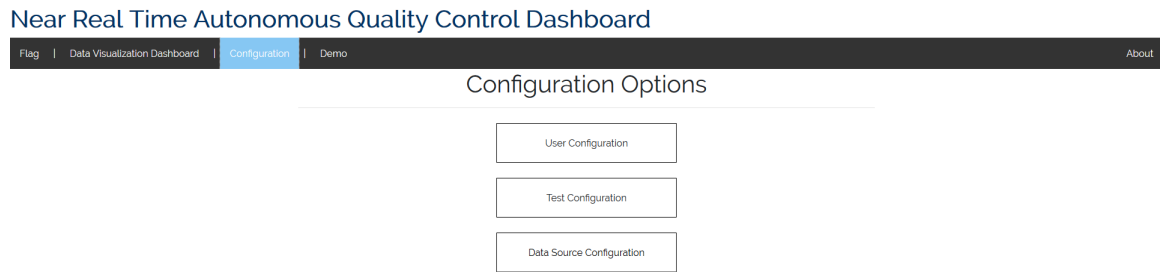 Near Real Time Autonomous Quality Control Dashboard
Flag | Data Visualization Dashboard | Configuration | Demo About
Configuration Options
User Configuration
Test Configuration
Data Source Configuration